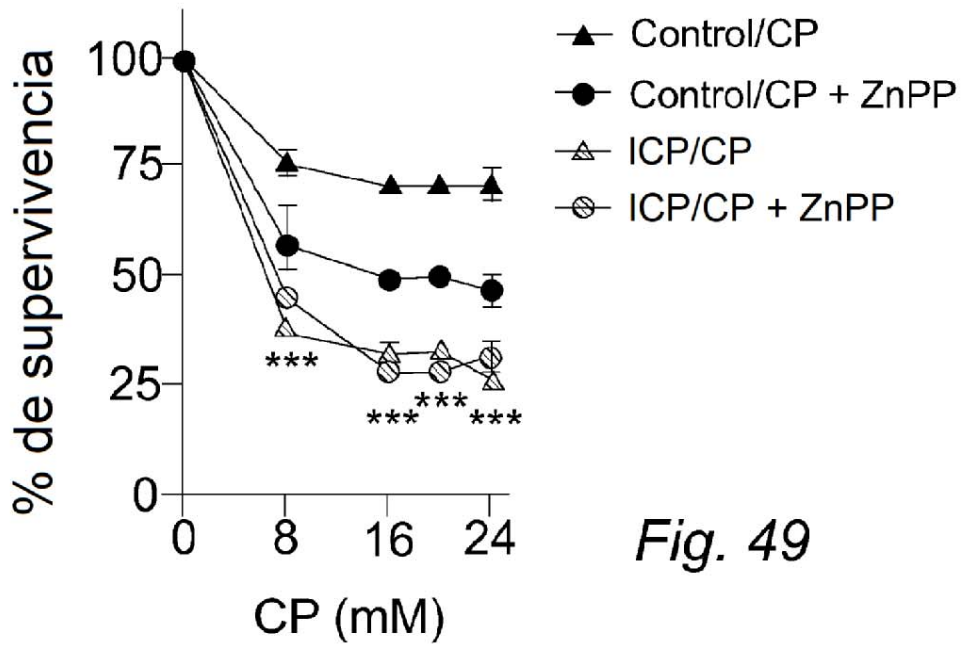 % de supervivencia
100
75
50
25
0
***
***
***
***
0 8 16 24
CP (mM)
Control/CP
Control/CP + ZnPP
ICP/CP
ICP/CP + ZnPP
Fig. 49